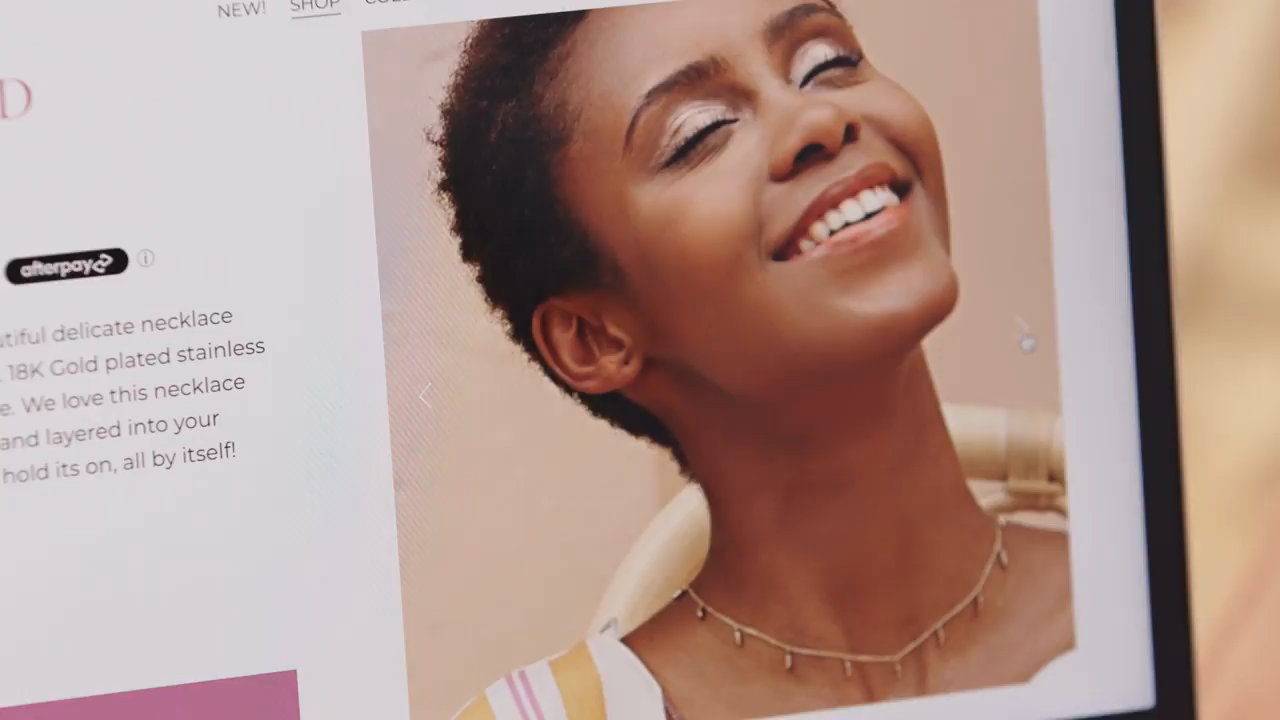 NEW! SHOP
D
afterpay
18K Gold plated stainless
delicate necklace
We love this necklace
and layered into your
hold its on, all by itself!